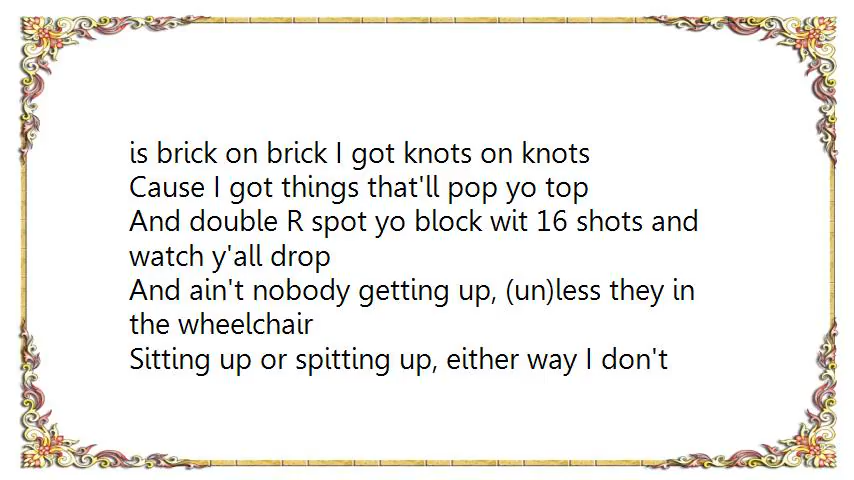 is brick on brick I got knots on knots
Cause I got things that'll pop yo top
And double R spot yo block wit 16 shots and
watch y'all drop
And ain't nobody getting up, (un)less they in
the wheelchair
Sitting up or spitting up, either way I don't